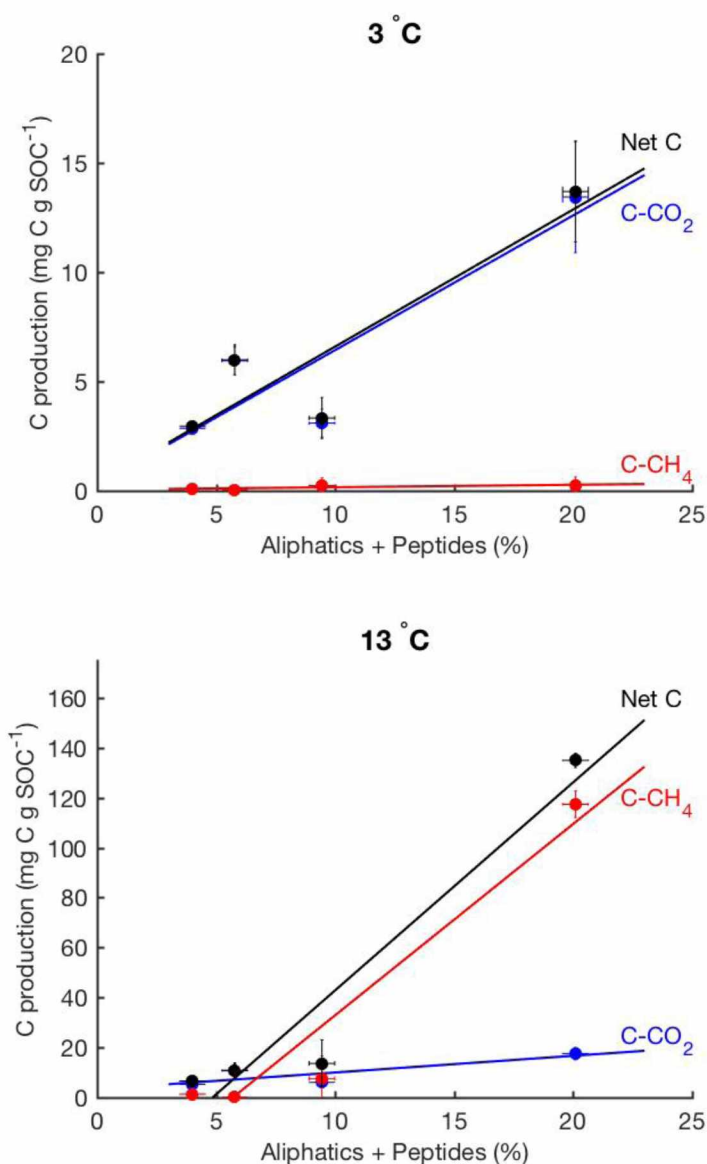 3 °C
20
15
10
5
0
C production (mg C g SOC⁻¹)
Net C
C-CO₂
C-CH₄
0 5 10 15 20 25
Aliphatics + Peptides (%)
13 °C
160
140
120
100
80
60
40
20
0
C production (mg C g SOC⁻¹)
Net C
C-CH₄
C-CO₂
0 5 10 15 20 25
Aliphatics + Peptides (%)